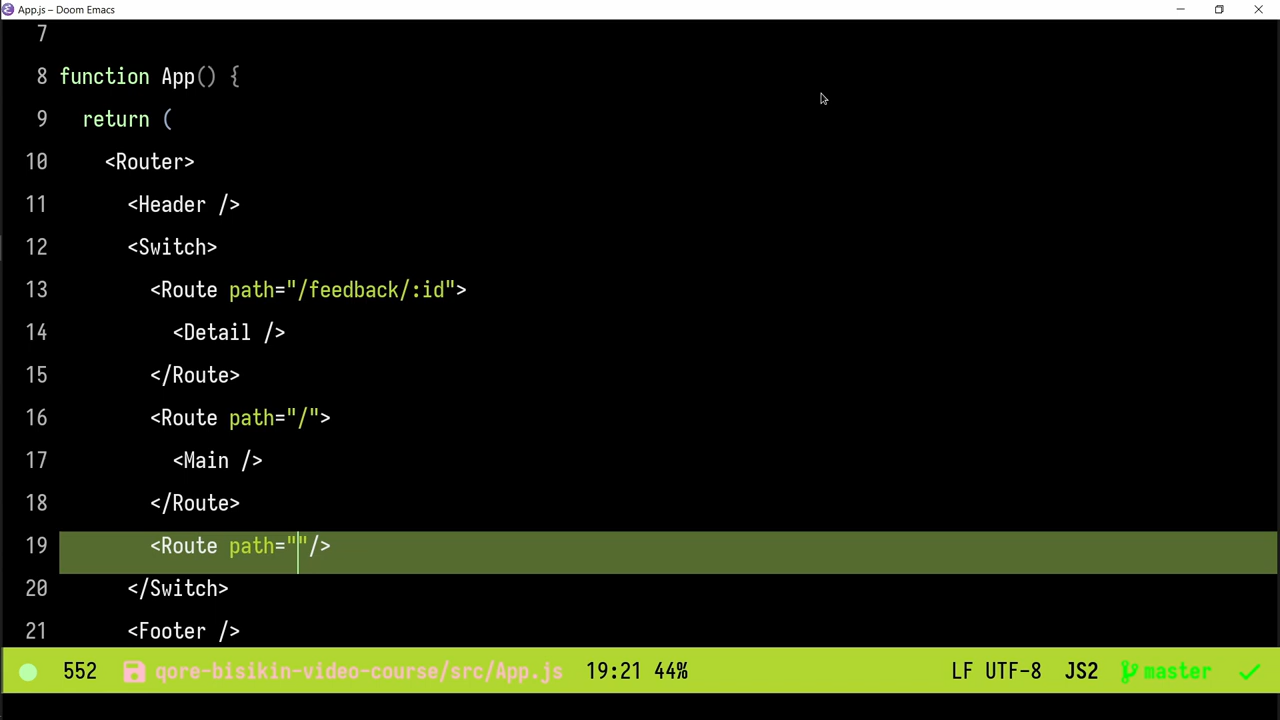 App.js – Doom Emacs
7
8 function App() {
9 return (
10 <Router>
11 <Header />
12 <Switch>
13 <Route path="/feedback/:id">
14 <Detail />
15 </Route>
16 <Route path="/">
17 <Main />
18 </Route>
19 <Route path=""/>
20 </Switch>
21 <Footer />
552 qore-bisikin-video-course/src/App.js 19:21 44% LF UTF-8 JS2 master